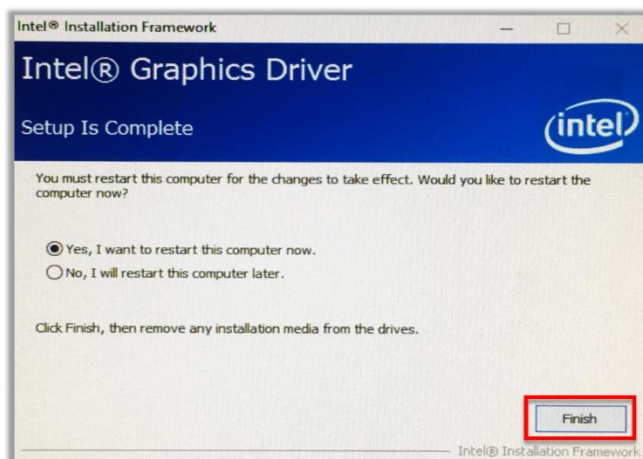 Intel® Installation Framework
Intel® Graphics Driver
Setup Is Complete
intel
You must restart this computer for the changes to take effect. Would you like to restart the
computer now?
Yes, I want to restart this computer now.
No, I will restart this computer later.
Click Finish, then remove any installation media from the drives.
Finish
Intel® Installation Framework